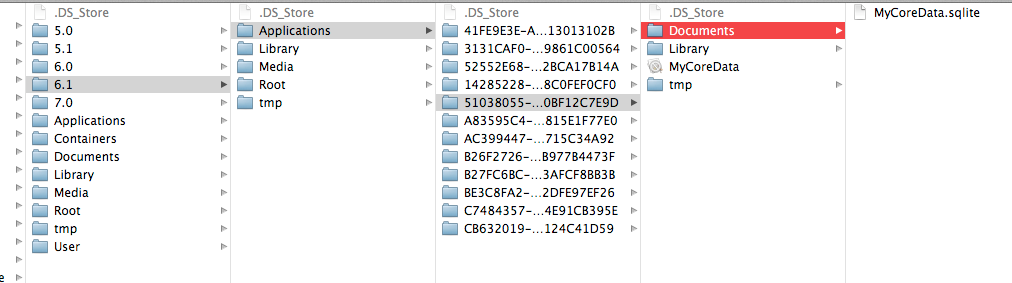 .DS_Store
5.0
5.1
6.0
6.1
7.0
Applications
Containers
Documents
Library
Media
Root
tmp
User
.DS_Store
Applications
Library
Media
Root
tmp
.DS_Store
41FE9E3E-A...13013102B
3131CAF0-...9861C00564
52552E68-...2BCA17B14A
14285228-...8C0FEF0CF0
51038055-...0BF12C7E9D
A83595C4-...815E1F77E0
AC399447-...715C34A92
B26F2726-...B977B4473F
B27FC6BC-...3AFCF8BB3B
BE3C8FA2-...2DFE97EF26
C7484357-...4E91CB395E
CB632019-...124C41D59
.DS_Store
Documents
Library
MyCoreData
tmp
MyCoreData.sqlite